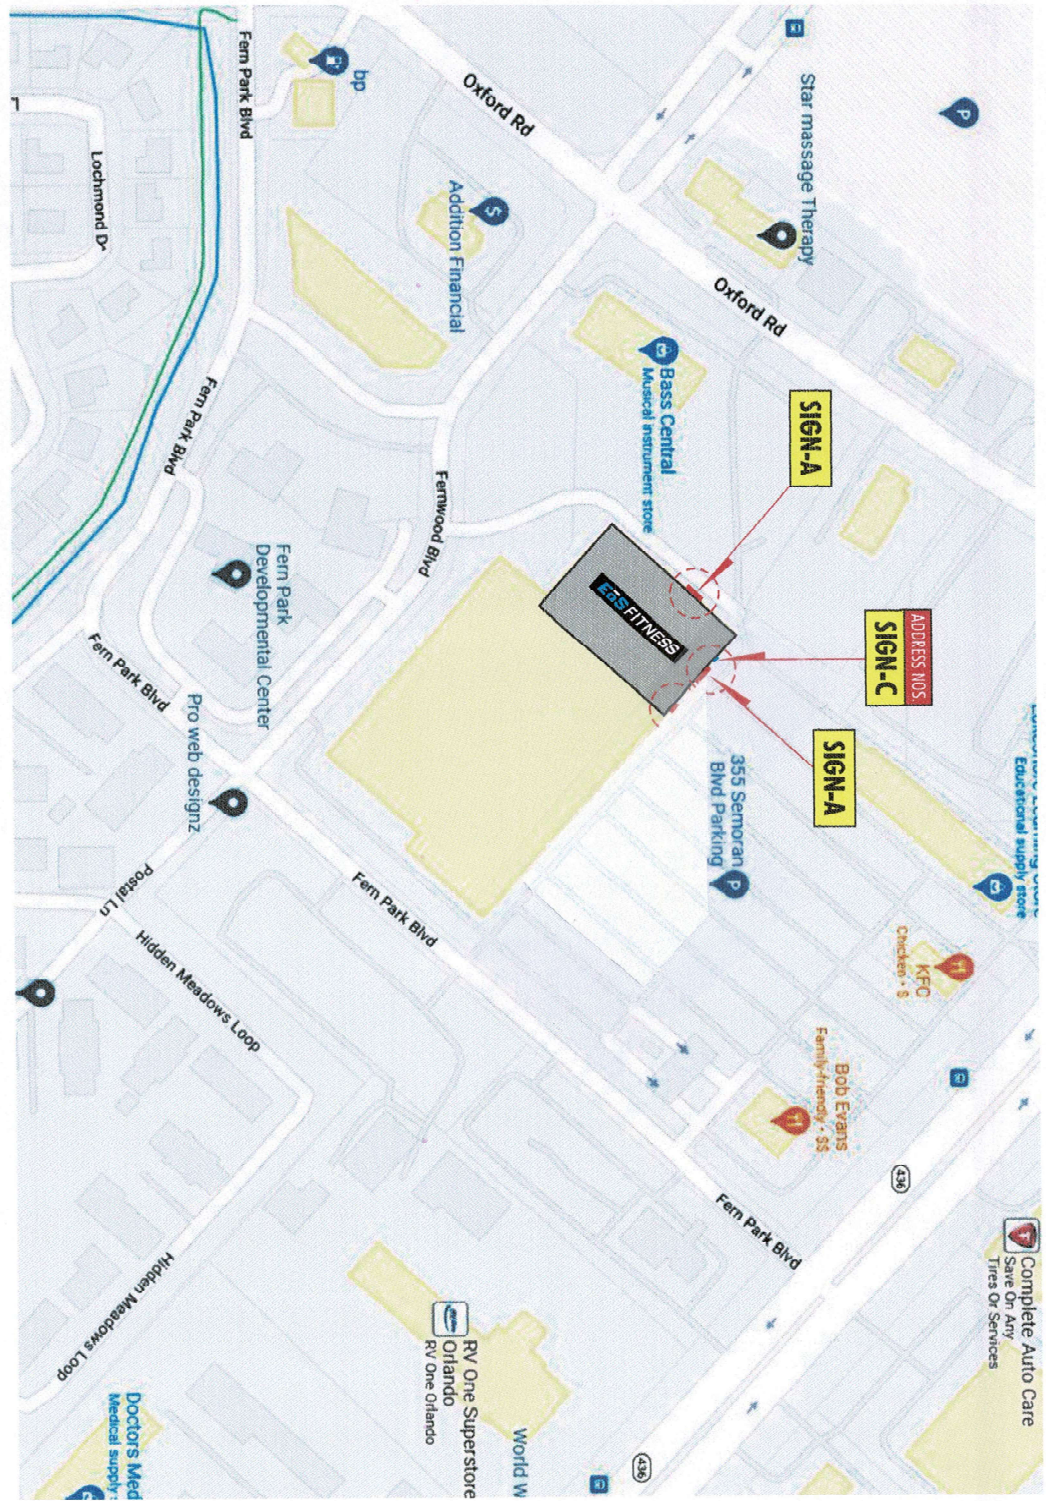 Fern Park Blvd
bp
Oxford Rd
Star massage Therapy
P
Lochmond Dr
$
Addition Financial
Oxford Rd
Bass Central
Musical instrument store
SIGN-A
Fern Park Blvd
Fernwood Blvd
Fern Park
Developmental Center
EōS FITNESS
ADDRESS NOS.
SIGN-C
SIGN-A
355 Semoran
Blvd Parking
P
Educational supply store
Fern Park Blvd
Pro web designz
Postal Ln
Fern Park Blvd
Hidden Meadows Loop
KFC
Chicken • $
Bob Evans
Family-friendly • $$
436
Fern Park Blvd
Complete Auto Care
Save On Any
Tires Or Services
Hidden Meadows Loop
RV One Superstore
Orlando
RV One Orlando
World W
436
Doctors Med
Medical supply